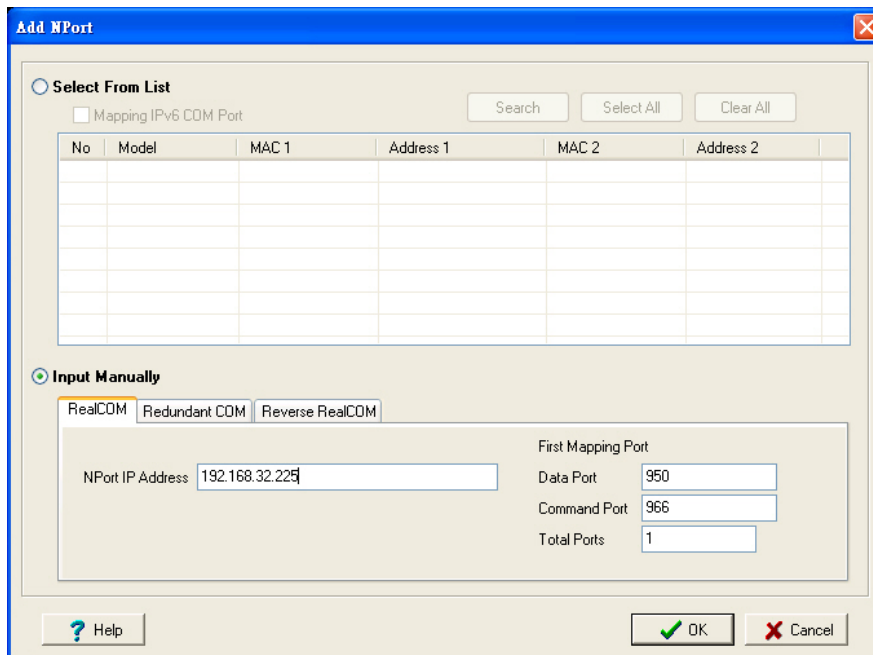 Add NPort
Select From List
Mapping IPv6 COM Port
Search Select All Clear All
No Model MAC 1 Address 1 MAC 2 Address 2
Input Manually
RealCOM Redundant COM Reverse RealCOM
First Mapping Port
NPort IP Address 192.168.32.225 Data Port 950
Command Port 966
Total Ports 1
? Help OK Cancel